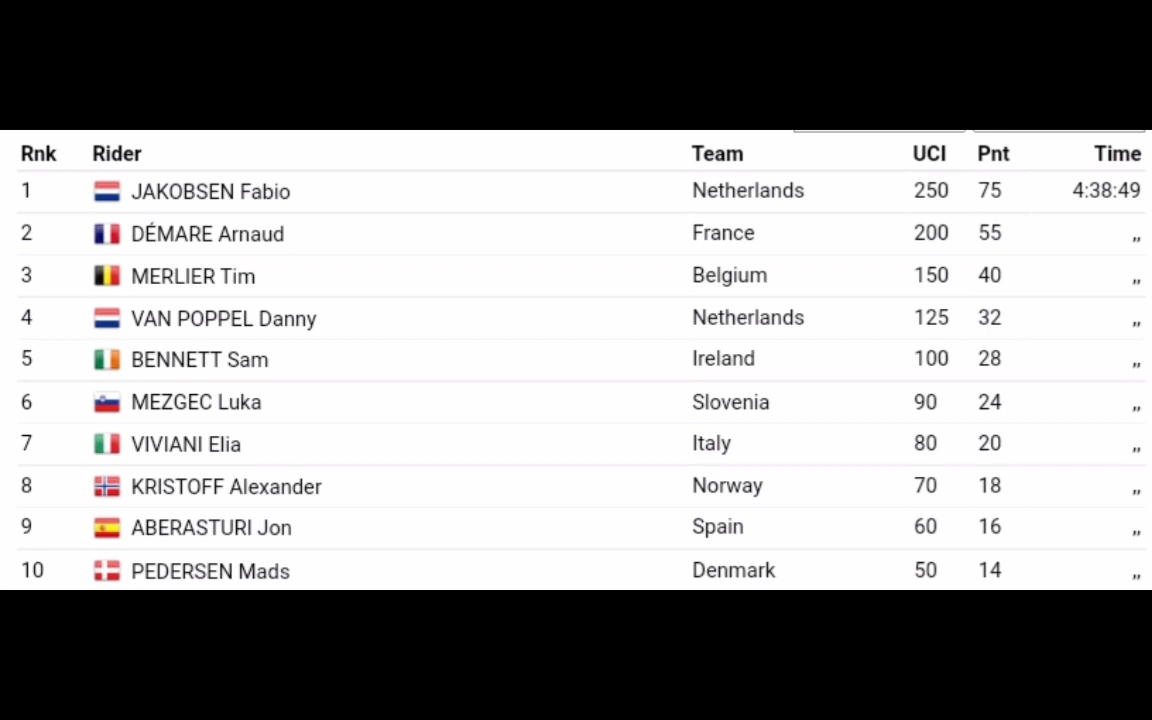 Rnk Rider Team UCI Pnt Time
1 JAKOBSEN Fabio Netherlands 250 75 4:38:49
2 DÉMARE Arnaud France 200 55 ,,
3 MERLIER Tim Belgium 150 40 ,,
4 VAN POPPEL Danny Netherlands 125 32 ,,
5 BENNETT Sam Ireland 100 28 ,,
6 MEZGEC Luka Slovenia 90 24 ,,
7 VIVIANI Elia Italy 80 20 ,,
8 KRISTOFF Alexander Norway 70 18 ,,
9 ABERASTURI Jon Spain 60 16 ,,
10 PEDERSEN Mads Denmark 50 14 ,,